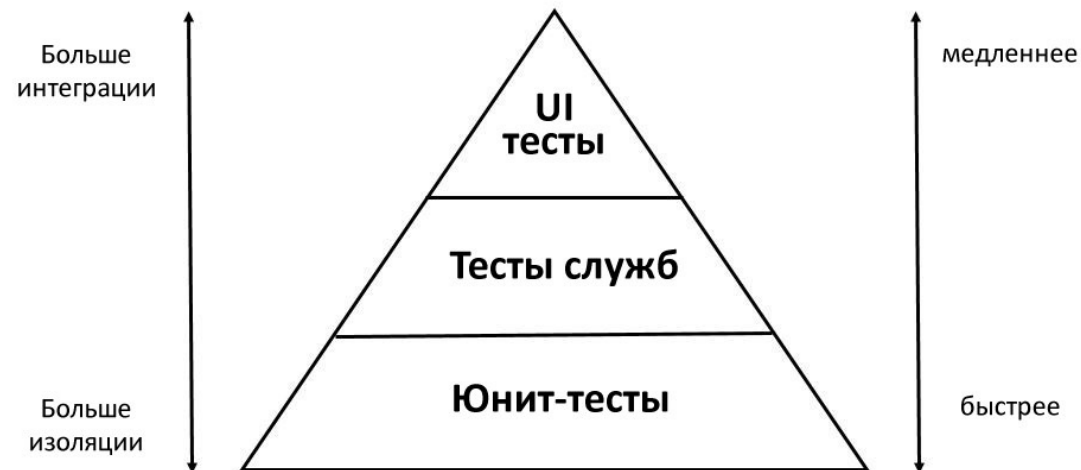 Больше
интеграции
медленнее
UI
тесты
Тесты служб
Юнит-тесты
Больше
изоляции
быстрее